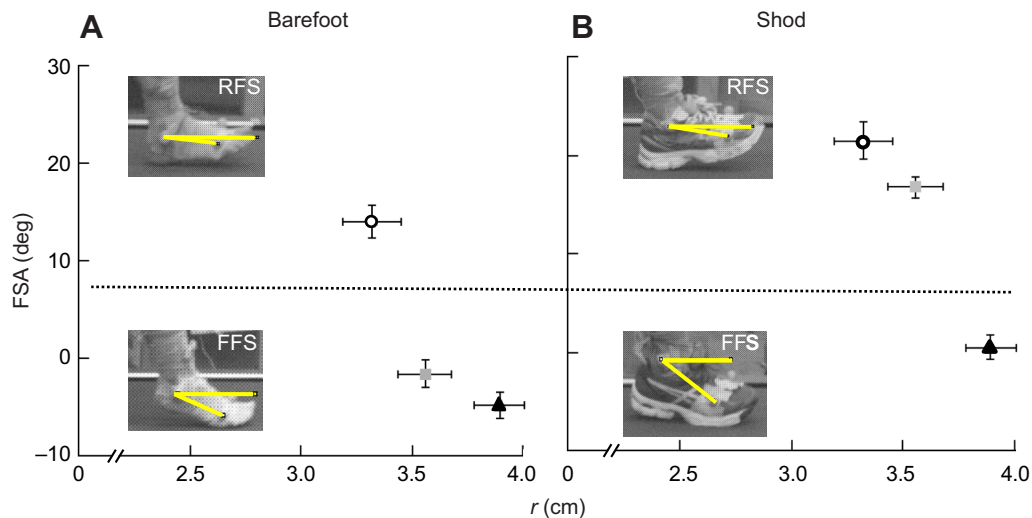 A Barefoot
B Shod
FSA (deg)
30
20
10
0
–10
RFS
FFS
RFS
FFS
0 2.5 3.0 3.5 4.0
0 2.5 3.0 3.5 4.0
r (cm)